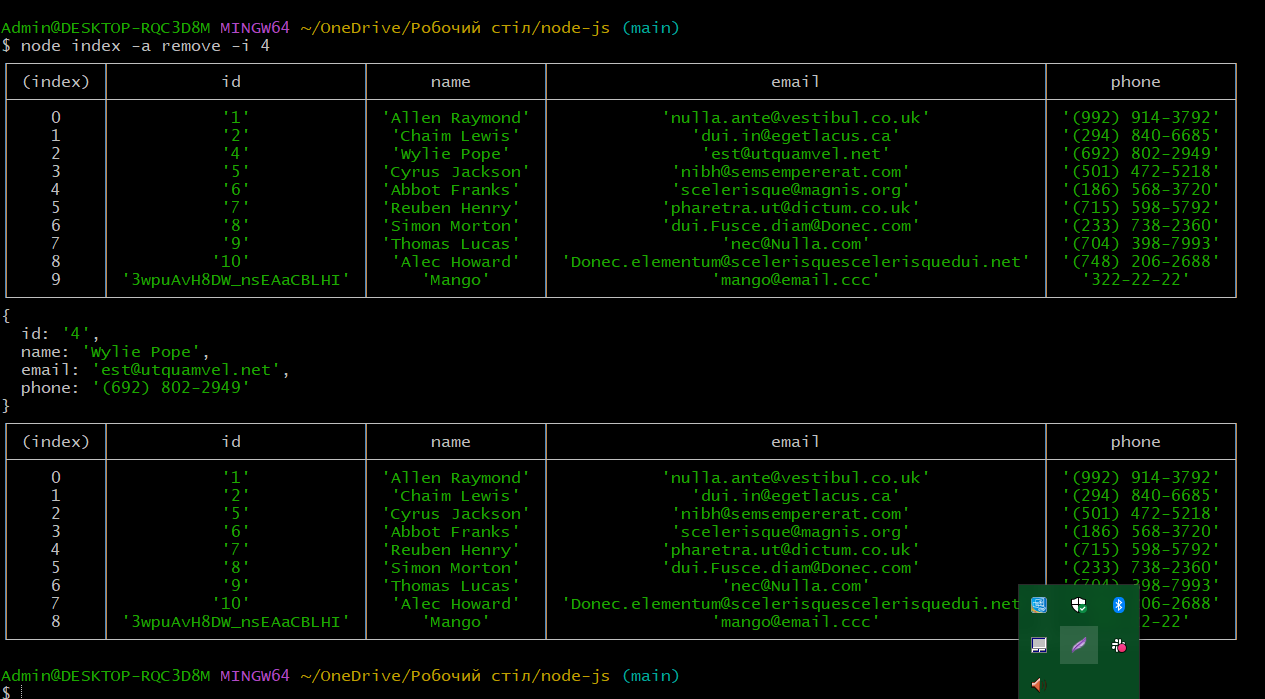 Admin@DESKTOP-RQC3D8M MINGW64 ~/OneDrive/Робочий стіл/node-js (main)
$ node index -a remove -i 4
(index) id name email phone
0 '1' 'Allen Raymond' 'nulla.ante@vestibul.co.uk' '(992) 914-3792'
1 '2' 'Chaim Lewis' 'dui.in@egetlacus.ca' '(294) 840-6685'
2 '4' 'Wylie Pope' 'est@utquamvel.net' '(692) 802-2949'
3 '5' 'Cyrus Jackson' 'nibh@semsempererat.com' '(501) 472-5218'
4 '6' 'Abbot Franks' 'scelerisque@magnis.org' '(186) 568-3720'
5 '7' 'Reuben Henry' 'pharetra.ut@dictum.co.uk' '(715) 598-5792'
6 '8' 'Simon Morton' 'dui.Fusce.diam@Donec.com' '(233) 738-2360'
7 '9' 'Thomas Lucas' 'nec@Nulla.com' '(704) 398-7993'
8 '10' 'Alec Howard' 'Donec.elementum@scelerisquescelerisquedui.net' '(748) 206-2688'
9 '3wpuAvH8DW_nsEAaCBLHI' 'Mango' 'mango@email.ccc' '322-22-22'
{
id: '4',
name: 'Wylie Pope',
email: 'est@utquamvel.net',
phone: '(692) 802-2949'
}
(index) id name email phone
0 '1' 'Allen Raymond' 'nulla.ante@vestibul.co.uk' '(992) 914-3792'
1 '2' 'Chaim Lewis' 'dui.in@egetlacus.ca' '(294) 840-6685'
2 '5' 'Cyrus Jackson' 'nibh@semsempererat.com' '(501) 472-5218'
3 '6' 'Abbot Franks' 'scelerisque@magnis.org' '(186) 568-3720'
4 '7' 'Reuben Henry' 'pharetra.ut@dictum.co.uk' '(715) 598-5792'
5 '8' 'Simon Morton' 'dui.Fusce.diam@Donec.com' '(233) 738-2360'
6 '9' 'Thomas Lucas' 'nec@Nulla.com' 398-7993'
7 '10' 'Alec Howard' 'Donec.elementum@scelerisquescelerisquedui.net 206-2688'
8 '3wpuAvH8DW_nsEAaCBLHI' 'Mango' 'mango@email.ccc' 2-22'
Admin@DESKTOP-RQC3D8M MINGW64 ~/OneDrive/Робочий стіл/node-js (main)
$